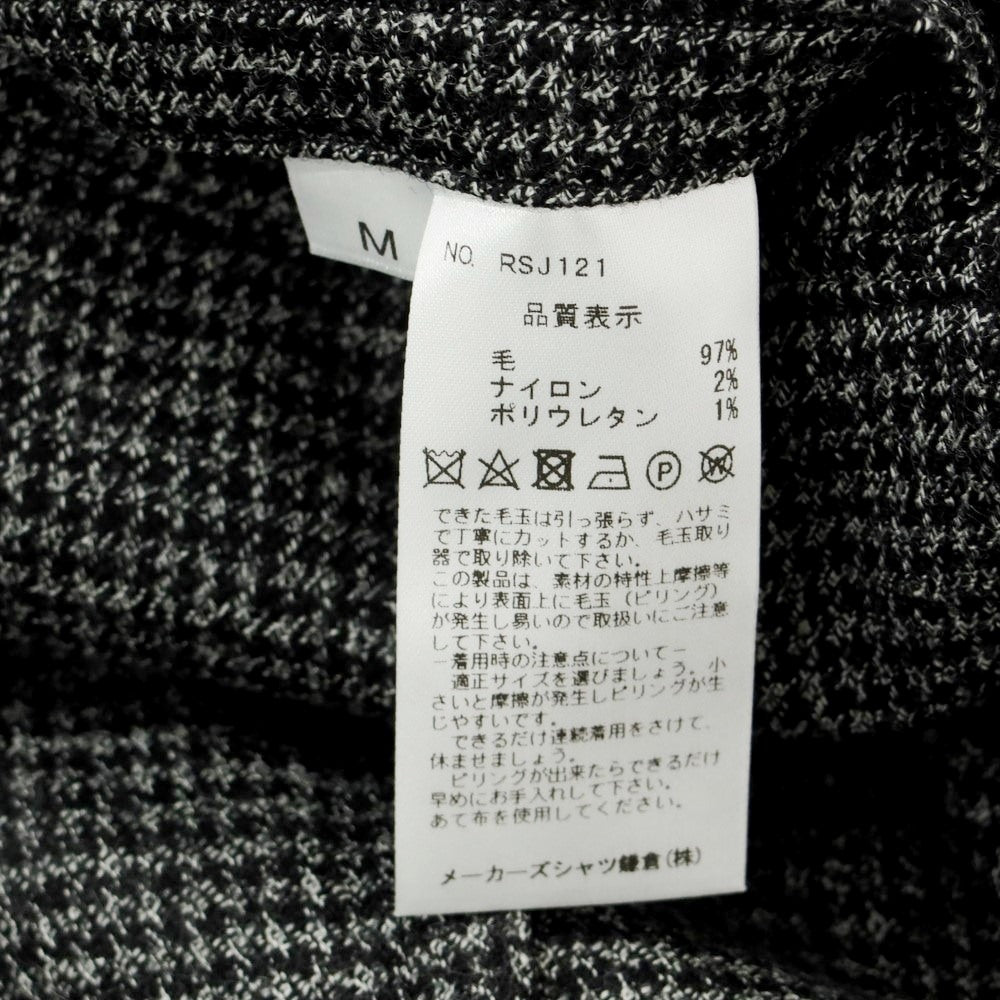 M
NO. RSJ121
品質表示
毛 97%
ナイロン 2%
ポリウレタン 1%
P W
できた毛玉は引っ張らず、ハサミ
で丁寧にカットするか、毛玉取り
器で取り除いて下さい。
この製品は、素材の特性上摩擦等
により表面上に毛玉（ピリング）
が発生し易いので取扱いにご注意
して下さい。
－着用時の注意点について－
適正サイズを選びましょう。小
さいと摩擦が発生しピリングが生
じやすいです。
できるだけ連続着用をさけて、
休ませましょう。
ピリングが出来たらできるだけ
早めにお手入れして下さい。
あて布を使用してください。
メーカーズシャツ鎌倉(株)